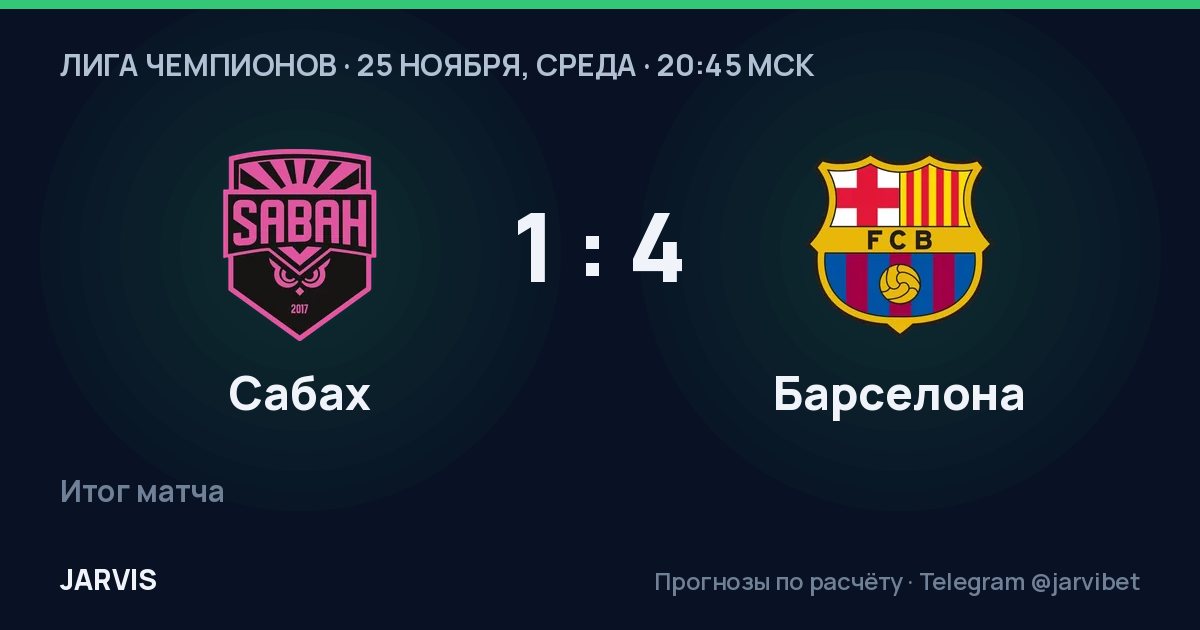 ЛИГА ЧЕМПИОНОВ · 25 НОЯБРЯ, СРЕДА · 20:45 МСК
SABAH
2017
FCB
1 : 4
Сабах
Барселона
Итог матча
JARVIS
Прогнозы по расчёту · Telegram @jarvibet